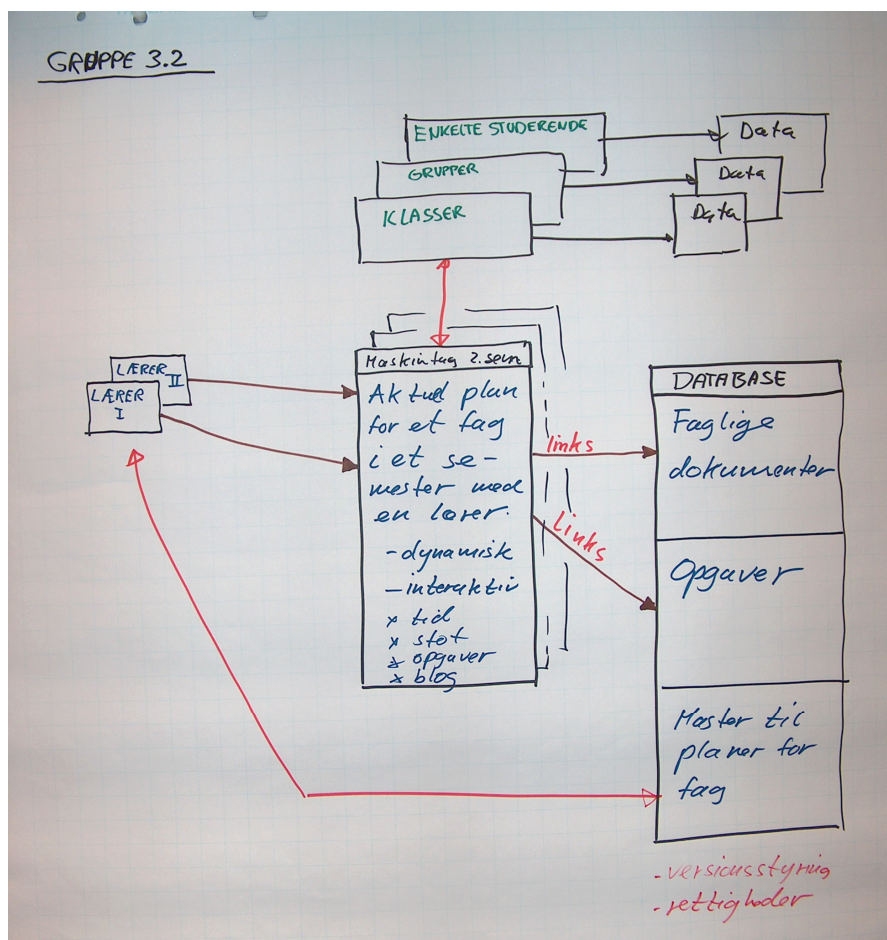 GRUPPE 3.2
ENKELTE STUDERENDE
Data
GRUPPER
Data
KLASSER
Data
Maskinfag 2. sem
LÆRER
II
LÆRER
I
Aktuel plan
for et fag
i et se-
mester med
en lærer.
- dynamisk
- interaktiv
x tid
x stof
x opgaver
x blog
links
Links
DATABASE
Faglige
dokumenter
Opgaver
Master til
planer for
fag
- versionsstyring
- rettigheder